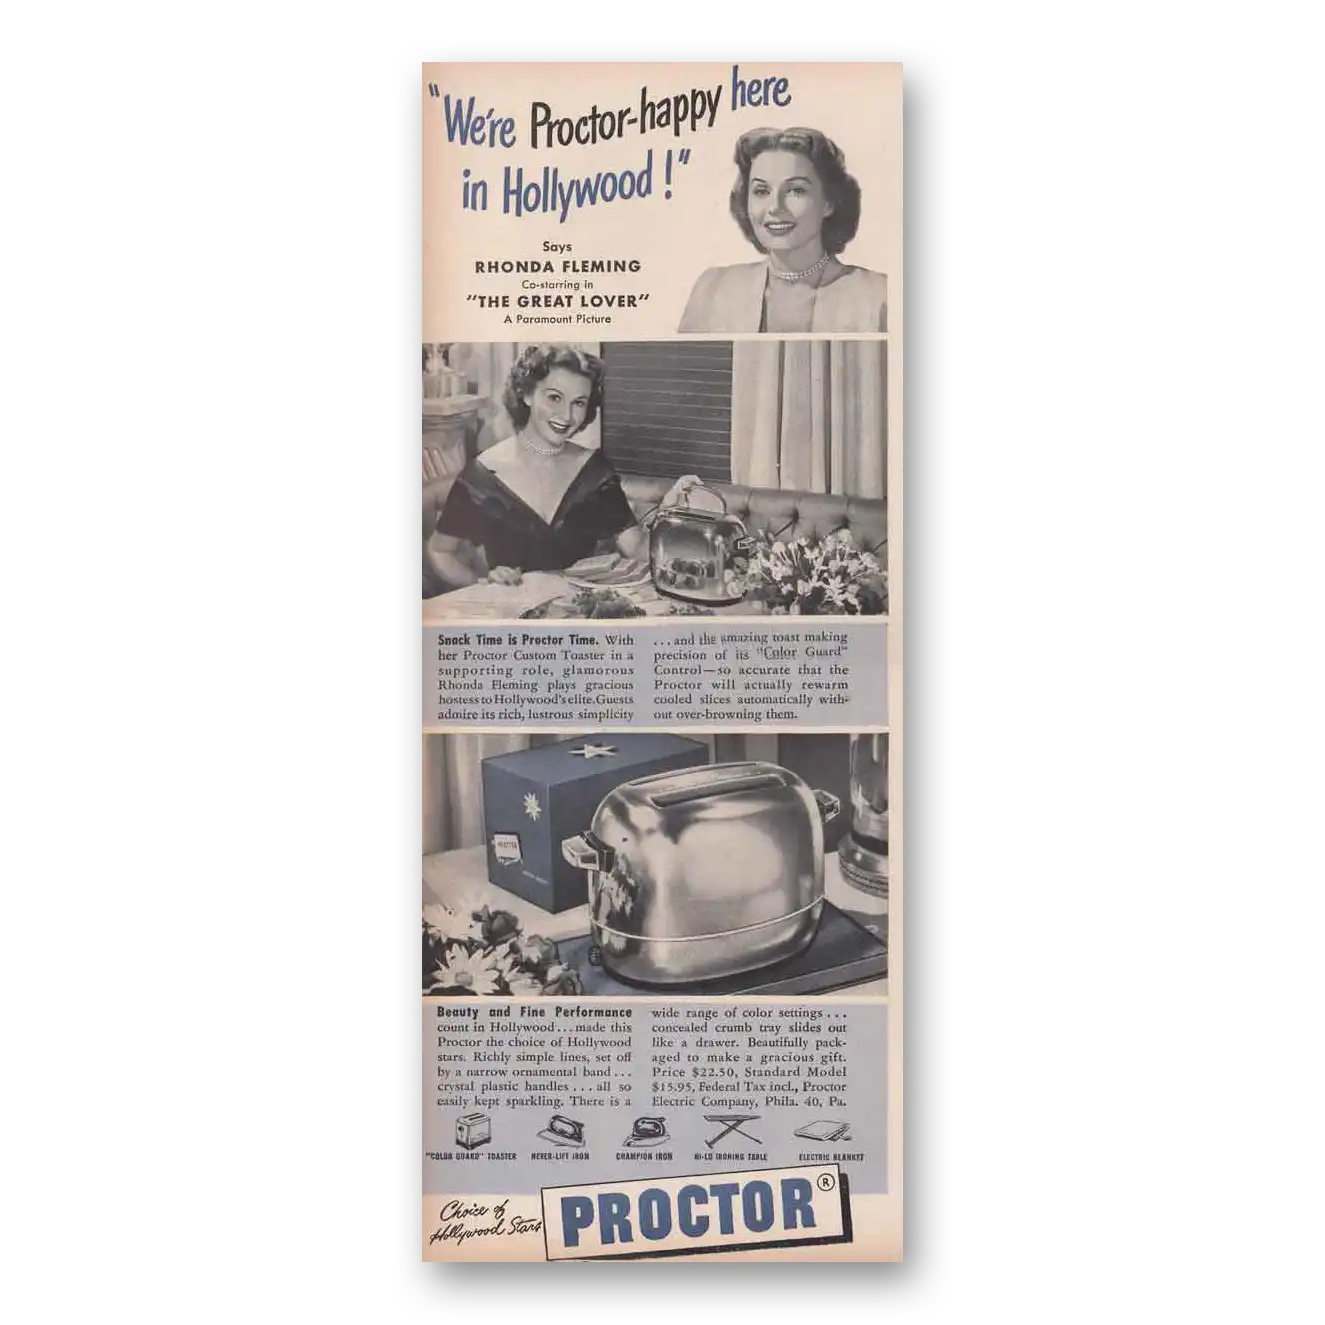 "We're Proctor-happy here
in Hollywood!"
Says
RHONDA FLEMING
Co-starring in
"THE GREAT LOVER"
A Paramount Picture
Snack Time is Proctor Time. With
her Proctor Custom Toaster in a
supporting role, glamorous
Rhonda Fleming plays gracious
hostess to Hollywood's elite. Guests
admire its rich, lustrous simplicity
...and the amazing toast making
precision of its "Color Guard"
Control—so accurate that the
Proctor will actually rewarm
cooled slices automatically with-
out over-browning them.
PROCTOR
Beauty and Fine Performance
count in Hollywood...made this
Proctor the choice of Hollywood
stars. Richly simple lines, set off
by a narrow ornamental band...
crystal plastic handles...all so
easily kept sparkling. There is a
wide range of color settings...
concealed crumb tray slides out
like a drawer. Beautifully pack-
aged to make a gracious gift.
Price $22.50, Standard Model
$15.95, Federal Tax incl., Proctor
Electric Company, Phila. 40, Pa.
"COLOR GUARD" TOASTER
NEVER-LIFT IRON
CHAMPION IRON
HI-LO IRONING TABLE
ELECTRIC BLANKET
Choice of
Hollywood Stars
PROCTOR®